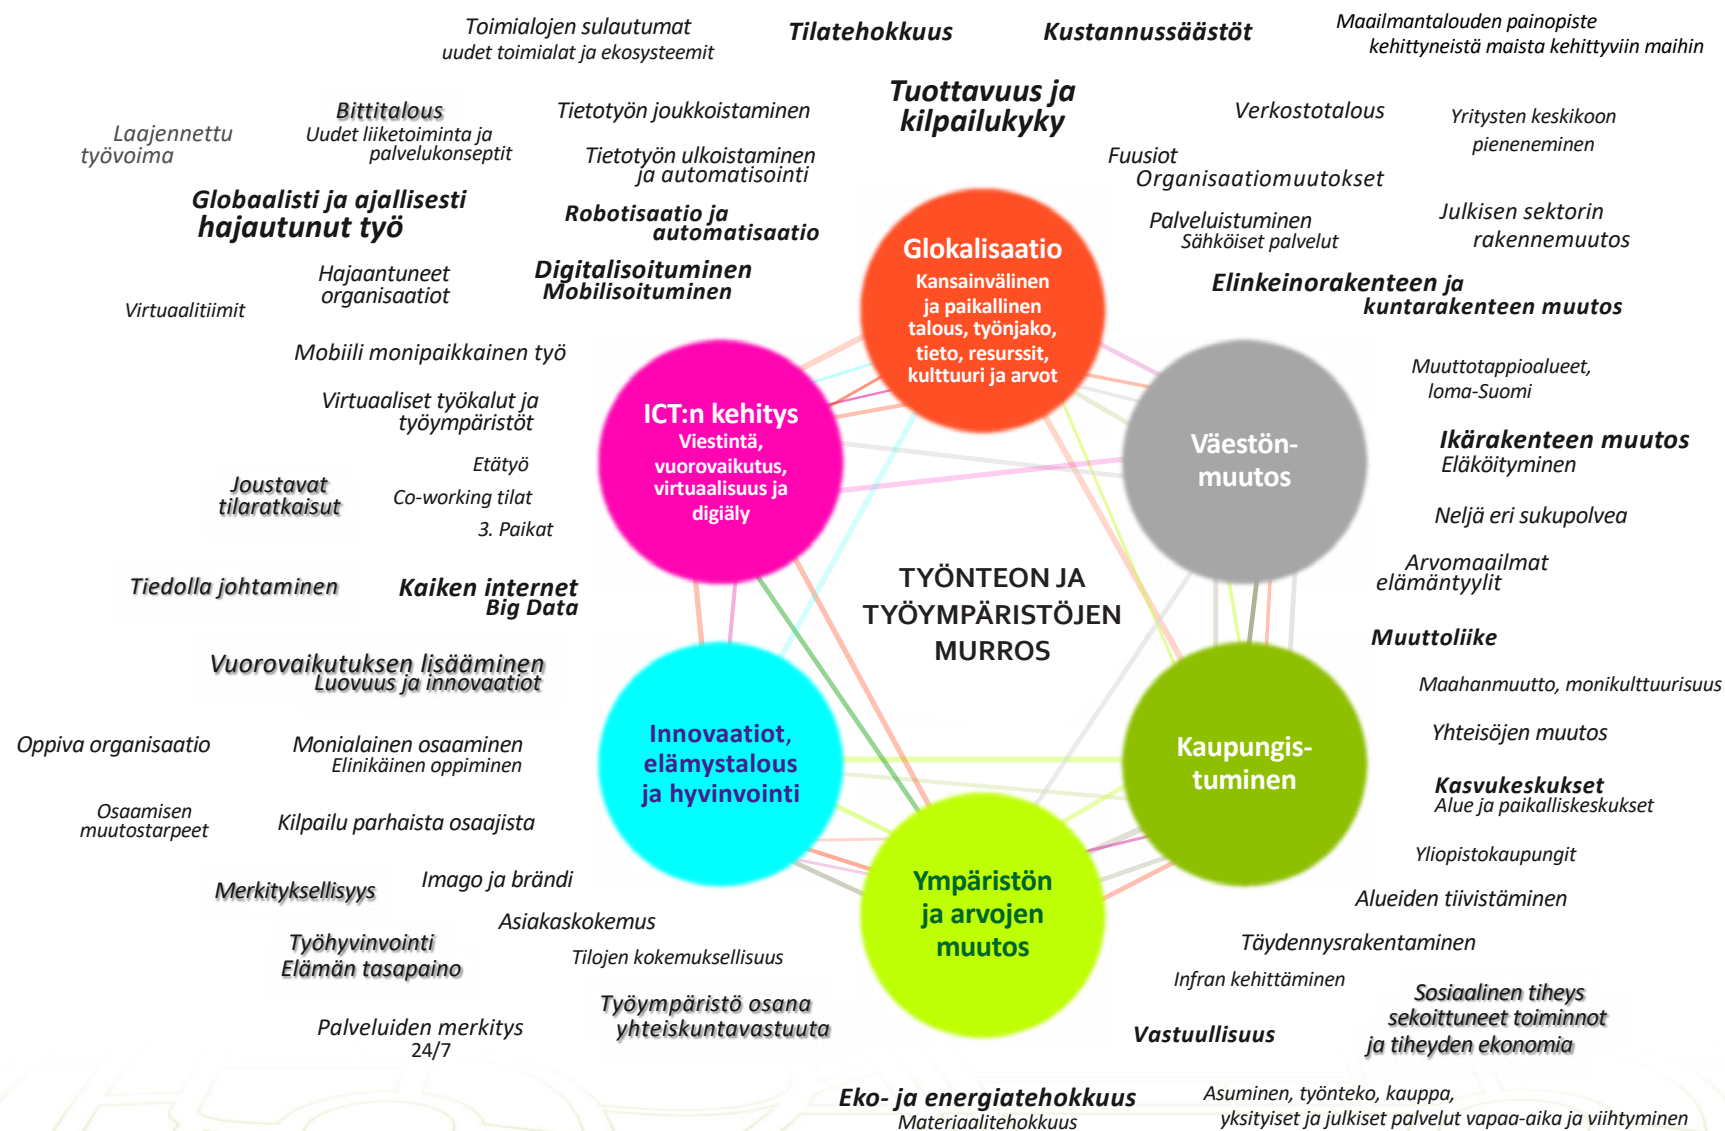 Toimialojen sulautumat
uudet toimialat ja ekosysteemit
Tilatehokkuus
Kustannussäästöt
Maailmantalouden painopiste
kehittyneistä maista kehittyviin maihin
Tuottavuus ja
kilpailukyky
Laajennettu
työvoima
Bittitalous
Uudet liiketoiminta ja
palvelukonseptit
Tietotyön joukkoistaminen
Tietotyön ulkoistaminen
ja automatisointi
Verkostotalous
Yritysten keskikoon
pieneneminen
Fuusiot
Organisaatiomuutokset
Globaalisti ja ajallisesti
hajautunut työ
Robotisaatio ja
automatisaatio
Palveluistuminen
Sähköiset palvelut
Julkisen sektorin
rakennemuutos
Hajaantuneet
organisaatiot
Digitalisoituminen
Mobilisoituminen
Elinkeinorakenteen ja
kuntarakenteen muutos
Virtuaalitiimit
Glokalisaatio
Kansainvälinen
ja paikallinen
talous, työnjako,
tieto, resurssit,
kulttuuri ja arvot
Mobiili monipaikkainen työ
Muuttotappioalueet,
loma-Suomi
Virtuaaliset työkalut ja
työympäristöt
ICT:n kehitys
Viestintä,
vuorovaikutus,
virtuaalisuus ja
digiäly
Väestön-
muutos
Ikärakenteen muutos
Eläköityminen
Etätyö
Joustavat
tilaratkaisut
Co-working tilat
3. Paikat
Neljä eri sukupolvea
Arvomaailmat
elämäntyylit
TYÖNTEON JA
TYÖYMPÄRISTÖJEN
MURROS
Tiedolla johtaminen
Kaiken internet
Big Data
Muuttoliike
Vuorovaikutuksen lisääminen
Luovuus ja innovaatiot
Maahanmuutto, monikulttuurisuus
Oppiva organisaatio
Monialainen osaaminen
Elinikäinen oppiminen
Innovaatiot,
elämystalous
ja hyvinvointi
Kaupungis-
tuminen
Yhteisöjen muutos
Kasvukeskukset
Alue ja paikalliskeskukset
Osaamisen
muutostarpeet
Kilpailu parhaista osaajista
Yliopistokaupungit
Merkityksellisyys
Imago ja brändi
Ympäristön
ja arvojen
muutos
Alueiden tiivistäminen
Asiakaskokemus
Työhyvinvointi
Elämän tasapaino
Tilojen kokemuksellisuus
Täydennysrakentaminen
Infran kehittäminen
Palveluiden merkitys
24/7
Työympäristö osana
yhteiskuntavastuuta
Vastuullisuus
Sosiaalinen tiheys
sekoittuneet toiminnot
ja tiheyden ekonomia
Eko- ja energiatehokkuus
Materiaalitehokkuus
Asuminen, työnteko, kauppa,
yksityiset ja julkiset palvelut vapaa-aika ja viihtyminen